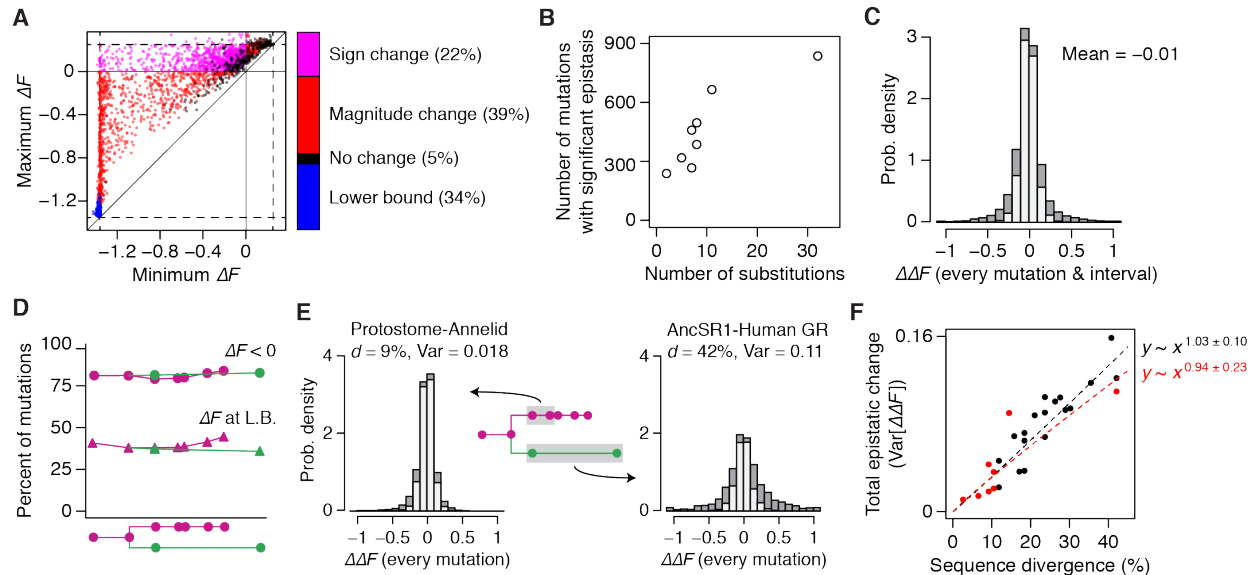 A
Maximum ΔF
0
−0.4
−0.8
−1.2
−1.2 −0.8 −0.4 0
Minimum ΔF
Sign change (22%)
Magnitude change (39%)
No change (5%)
Lower bound (34%)
B
Number of mutations
with significant epistasis
900
600
300
0
0 10 20 30
Number of substitutions
C
Prob. density
3
2
1
0
Mean = −0.01
−1 −0.5 0 0.5 1
ΔΔF (every mutation & interval)
D
Percent of mutations
100
75
50
25
0
ΔF < 0
ΔF at L.B.
E
Protostome-Annelid
d = 9%, Var = 0.018
Prob. density
4
2
0
−1 −0.5 0 0.5 1
ΔΔF (every mutation)
AncSR1-Human GR
d = 42%, Var = 0.11
4
2
0
−1 −0.5 0 0.5 1
ΔΔF (every mutation)
F
Total epistatic change
(Var[ΔΔF])
0.16
0
y ~ x^1.03 ± 0.10
y ~ x^0.94 ± 0.23
0 10 20 30 40
Sequence divergence (%)